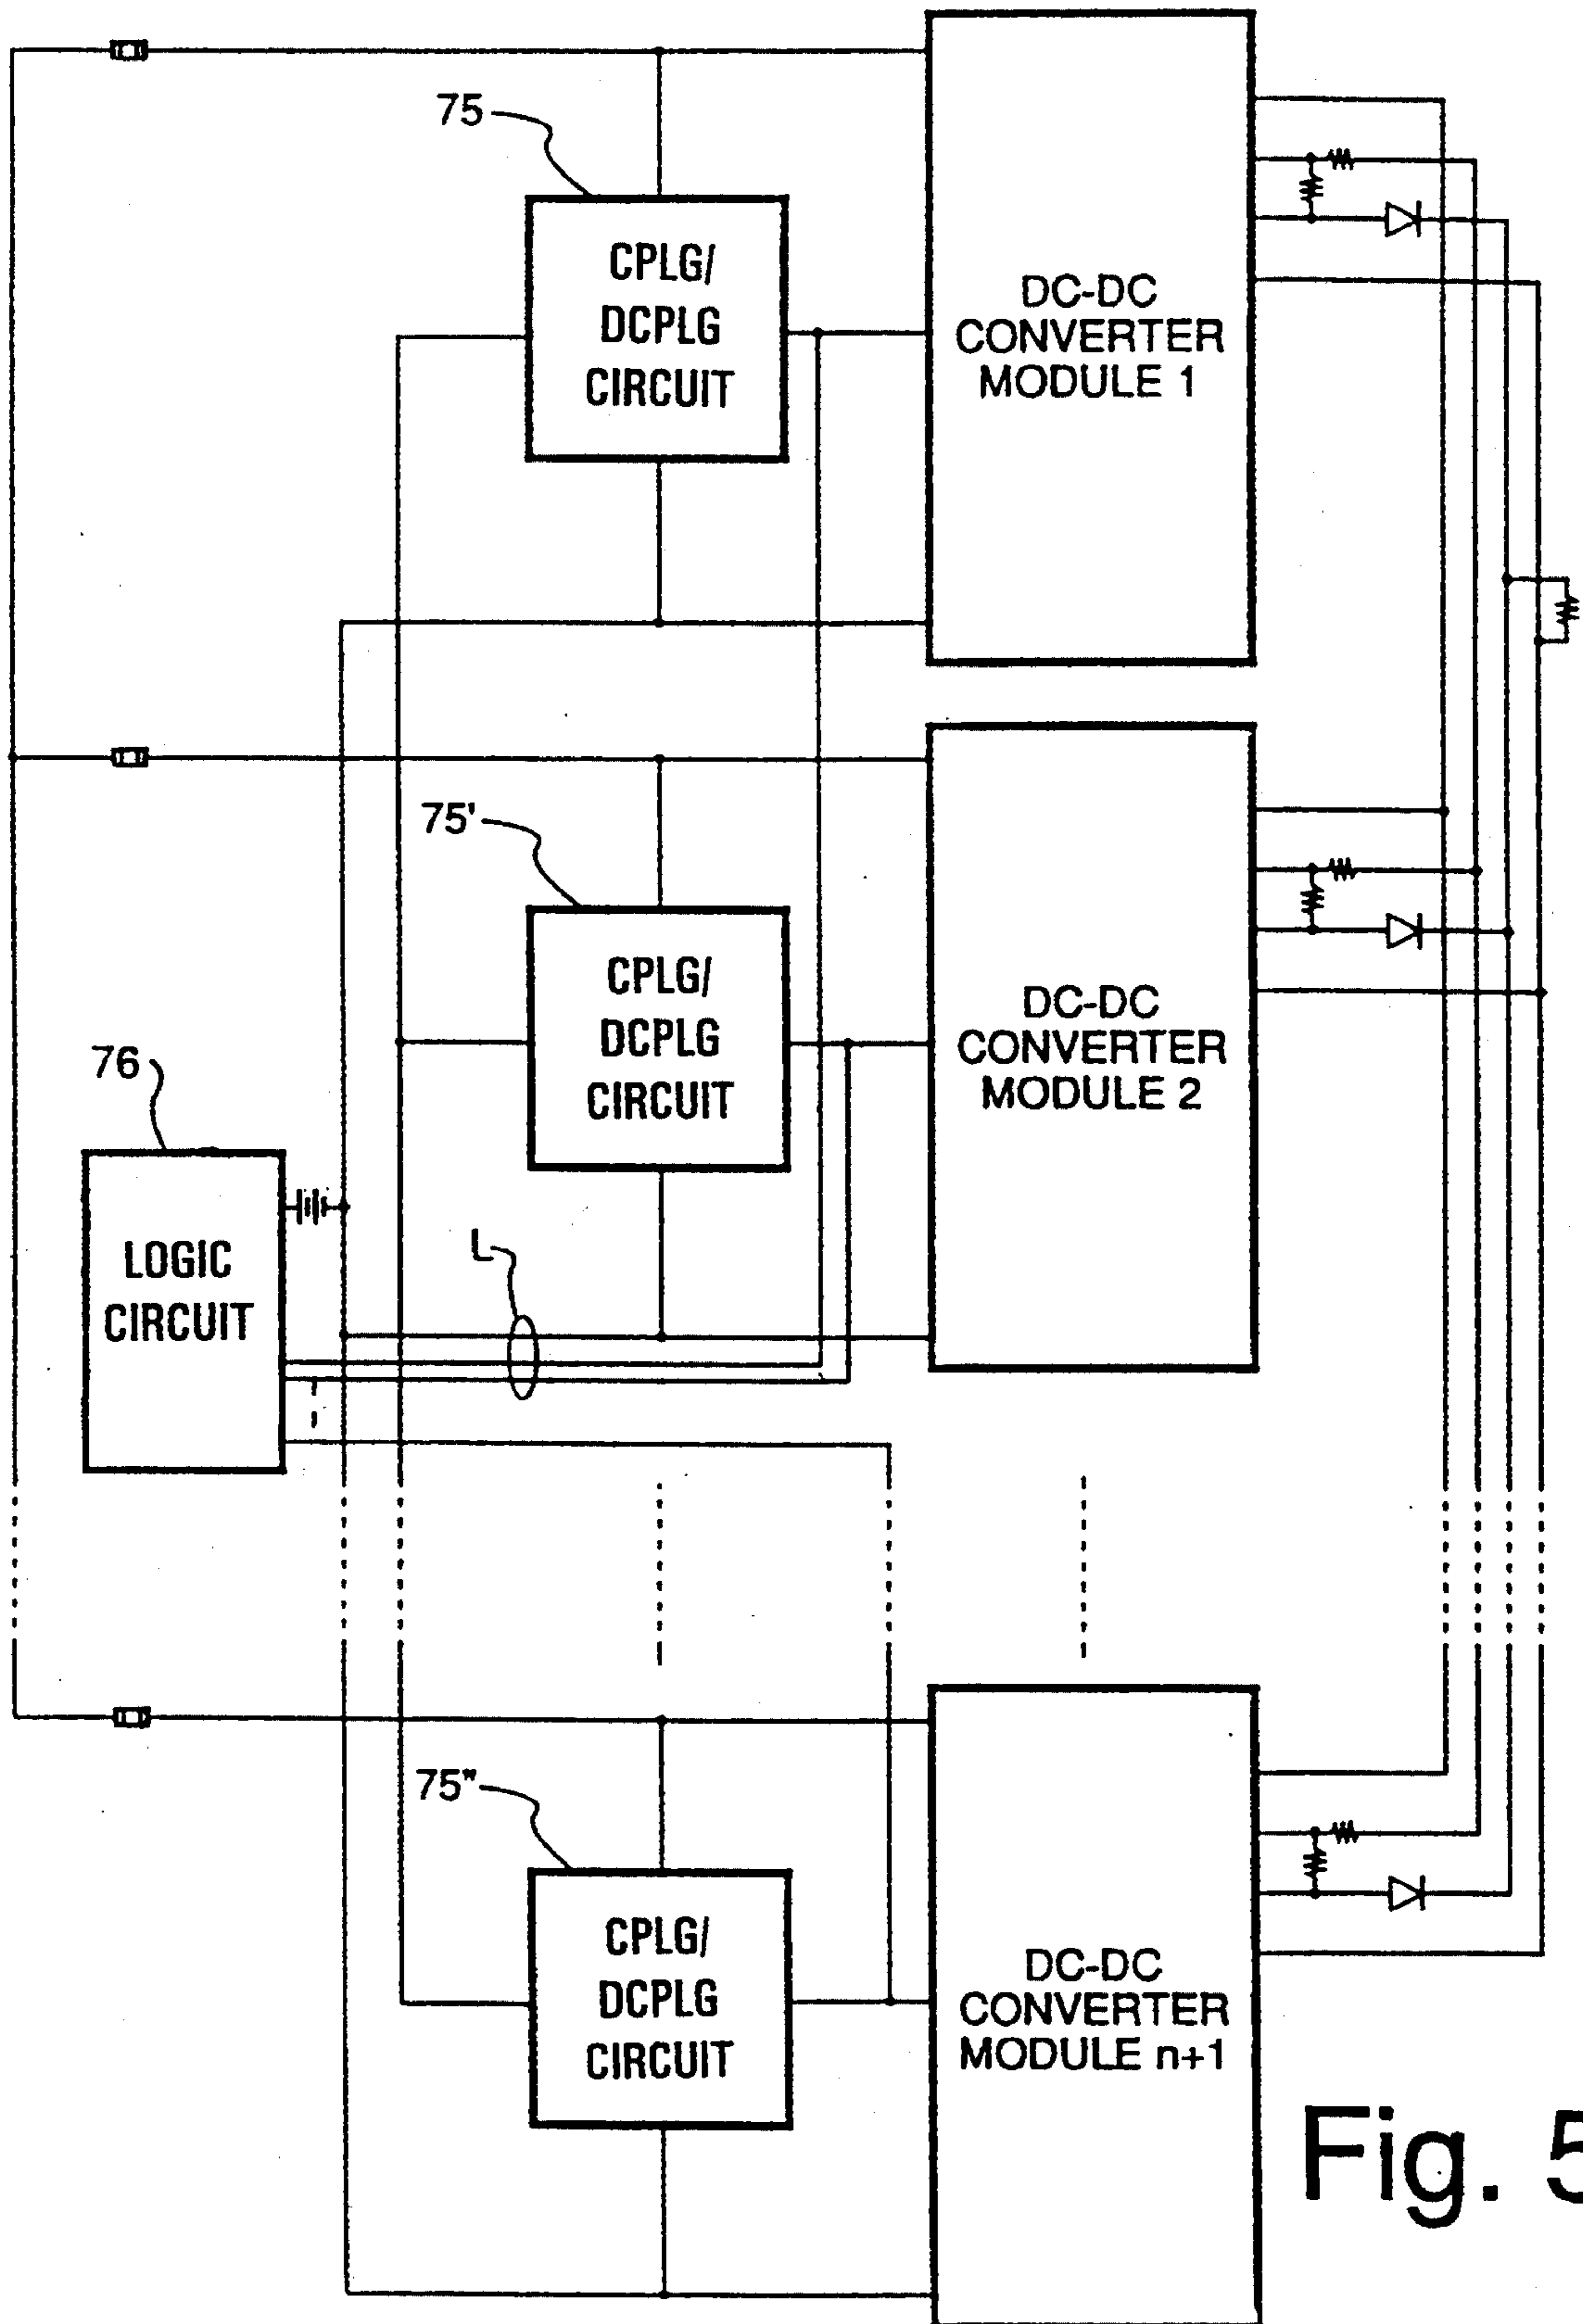 75
CPLG/
DCPLG
CIRCUIT
DC-DC
CONVERTER
MODULE 1
75'
CPLG/
DCPLG
CIRCUIT
DC-DC
CONVERTER
MODULE 2
76
LOGIC
CIRCUIT
L
75"
CPLG/
DCPLG
CIRCUIT
DC-DC
CONVERTER
MODULE n+1
Fig. 5